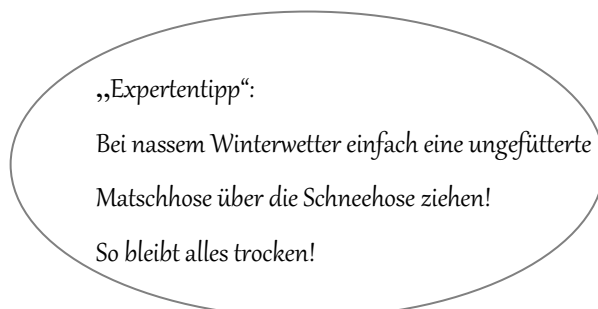 „Expertentipp“:
Bei nassem Winterwetter einfach eine ungefütterte
Matschhose über die Schneehose ziehen!
So bleibt alles trocken!